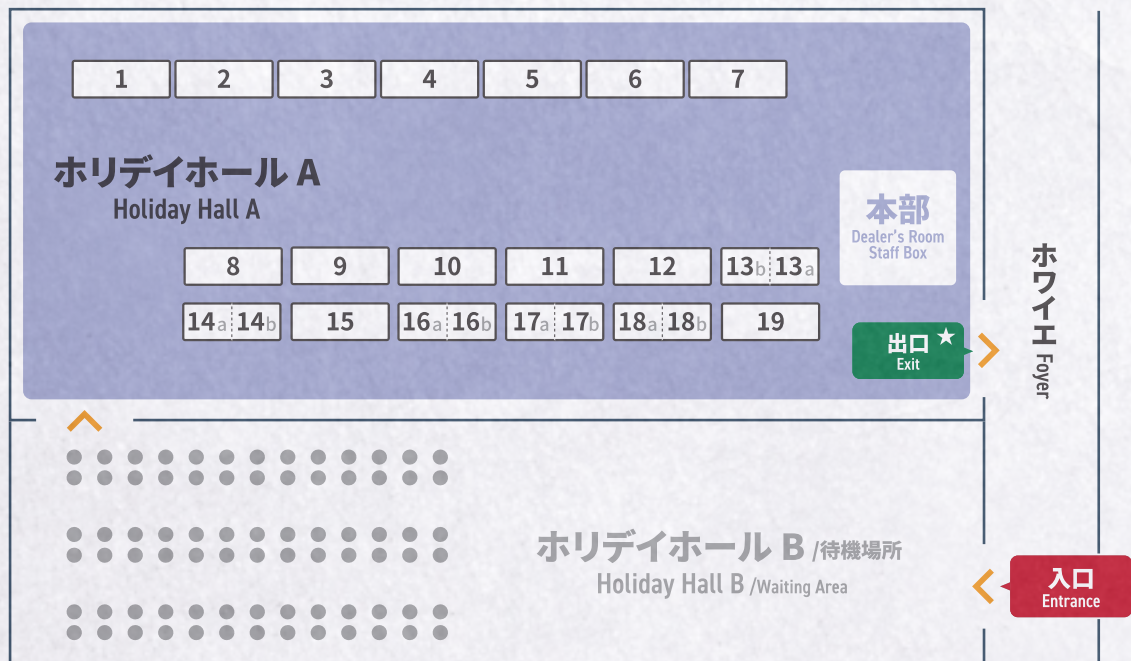 1 2 3 4 5 6 7
ホリデイホール A
Holiday Hall A
本部
Dealer's Room
Staff Box
8 9 10 11 12 13b 13a
14a 14b 15 16a 16b 17a 17b 18a 18b 19
出口 ★
Exit
ホワイエ Foyer
ホリデイホール B /待機場所
Holiday Hall B /Waiting Area
入口
Entrance